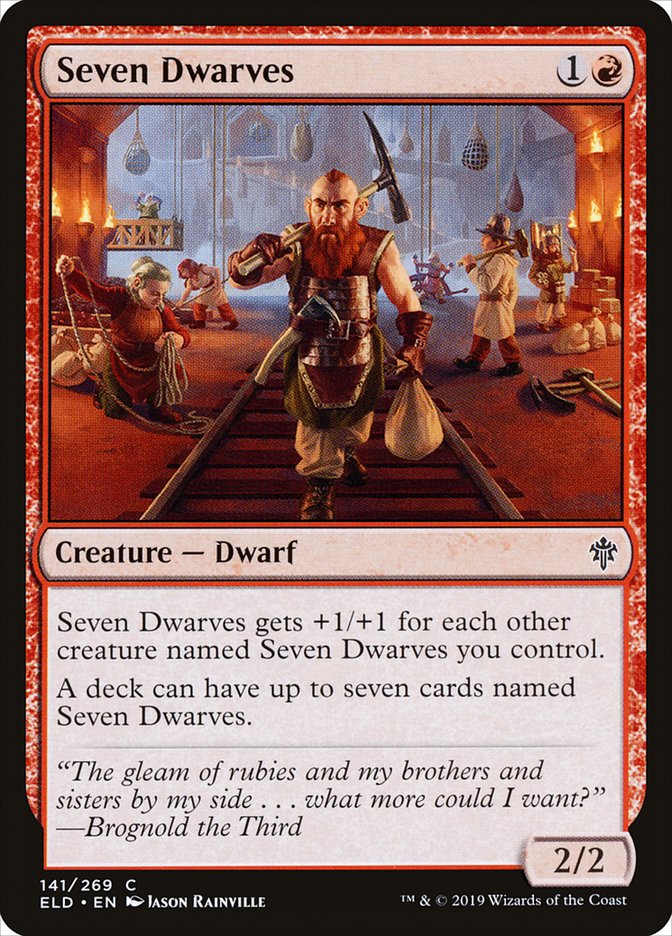 Seven Dwarves 1
Creature — Dwarf
Seven Dwarves gets +1/+1 for each other
creature named Seven Dwarves you control.
A deck can have up to seven cards named
Seven Dwarves.
“The gleam of rubies and my brothers and
sisters by my side . . . what more could I want?”
—Brognold the Third
2/2
141/269 C
ELD • EN Jason Rainville
™ & © 2019 Wizards of the Coast